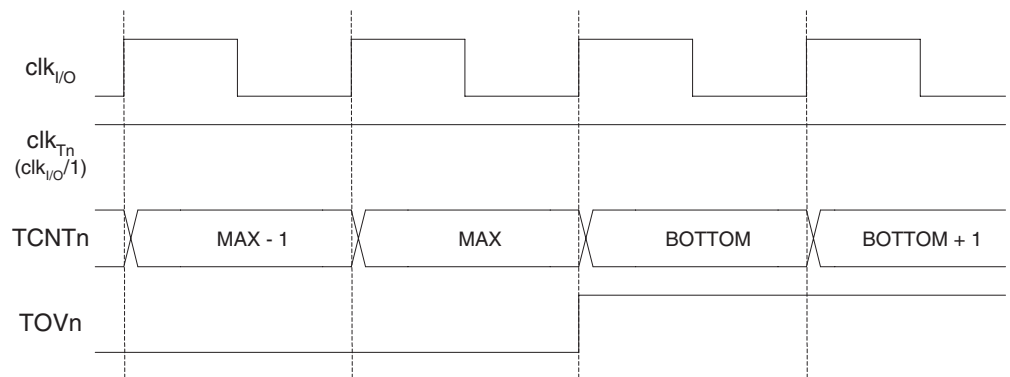 clkI/O
clkTn
(clkI/O/1)
TCNTn
MAX - 1
MAX
BOTTOM
BOTTOM + 1
TOVn